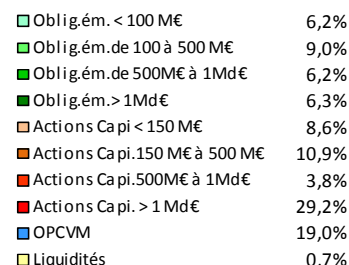 Oblig.ém. < 100 M€ 6,2%
Oblig.ém.de 100 à 500 M€ 9,0%
Oblig.ém.de 500M€ à 1Md€ 6,2%
Oblig.ém.> 1Md€ 6,3%
Actions Capi < 150 M€ 8,6%
Actions Capi.150 M€ à 500 M€ 10,9%
Actions Capi.500M€ à 1Md€ 3,8%
Actions Capi. > 1 Md€ 29,2%
OPCVM 19,0%
Liquidités 0,7%